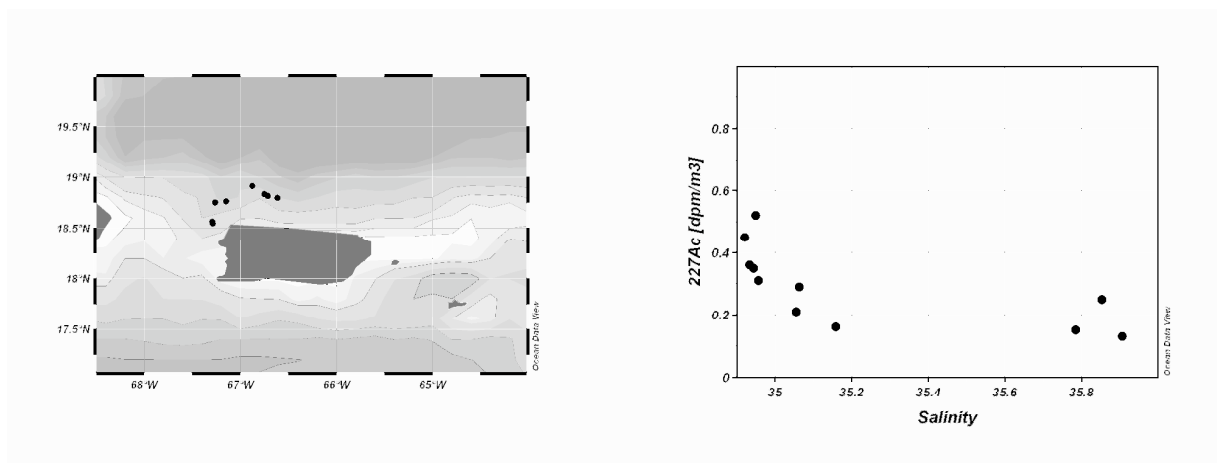 19.5°N
19°N
18.5°N
18°N
17.5°N
68°W
67°W
66°W
65°W
Ocean Data View
227Ac [dpm/m3]
0.8
0.6
0.4
0.2
0
35
35.2
35.4
35.6
35.8
Salinity
Ocean Data View